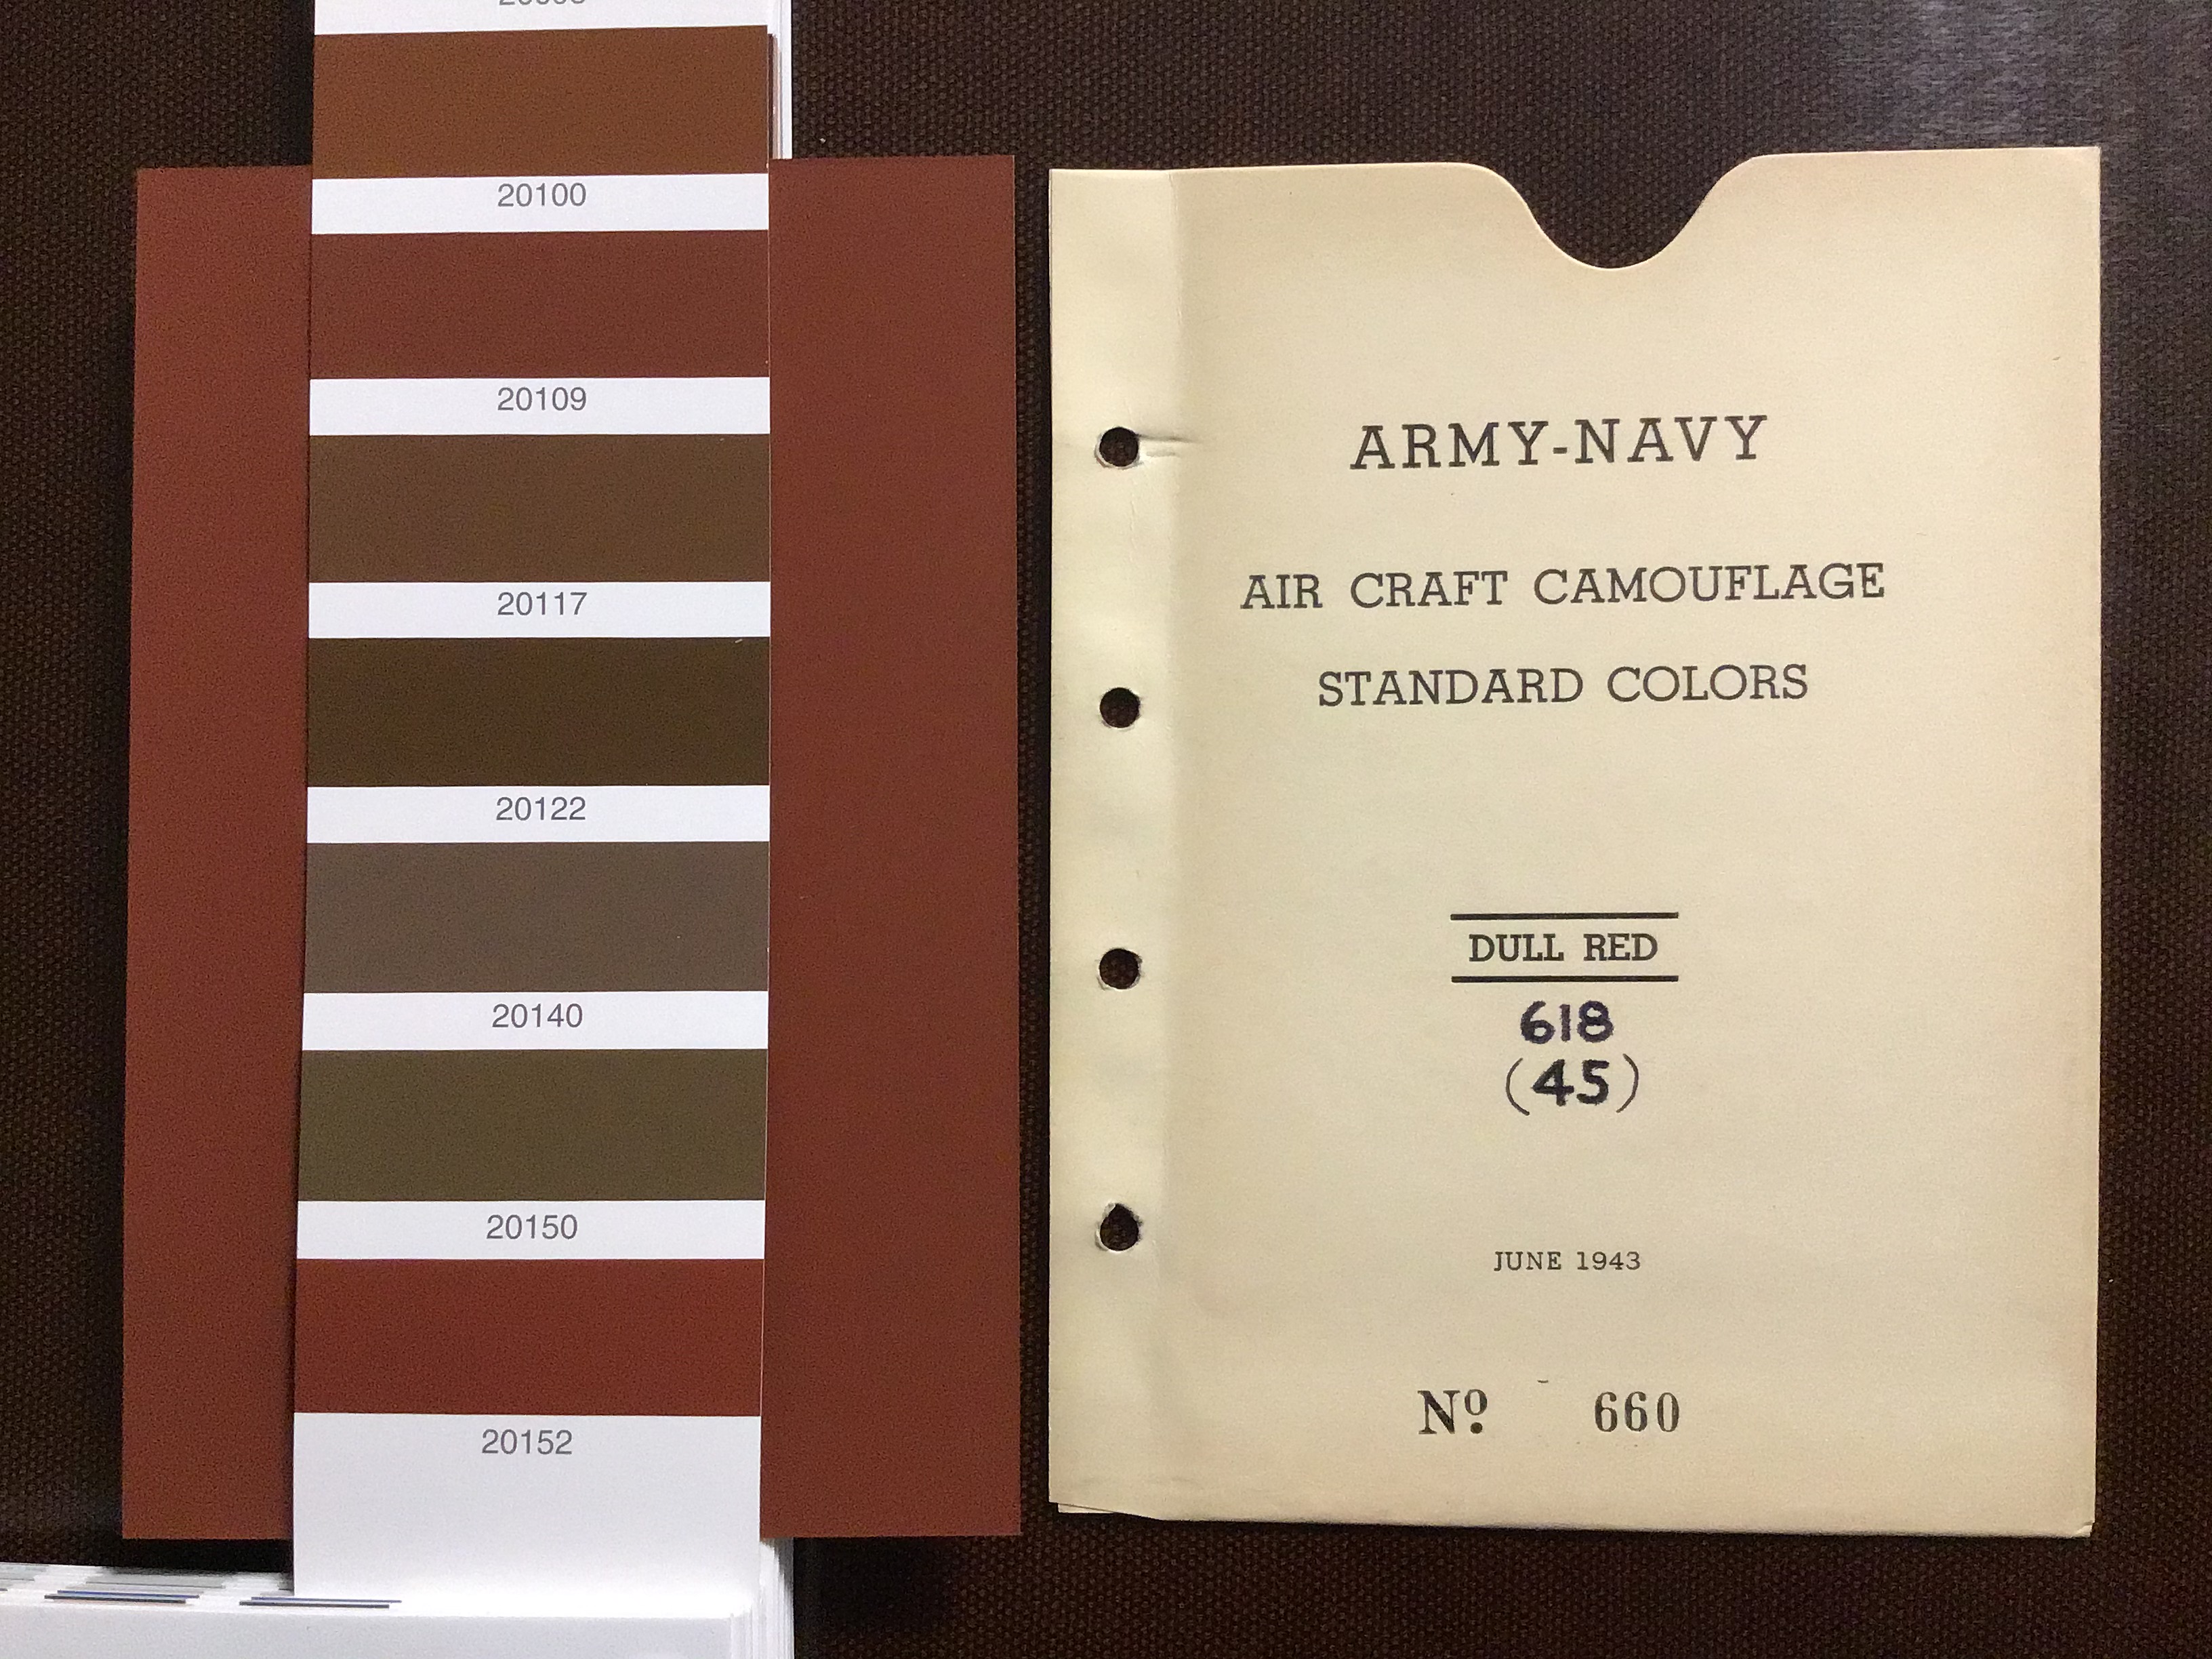 20100
20109
20117
20122
20140
20150
20152
ARMY-NAVY
AIR CRAFT CAMOUFLAGE
STANDARD COLORS
DULL RED
618
(45)
JUNE 1943
Nº 660